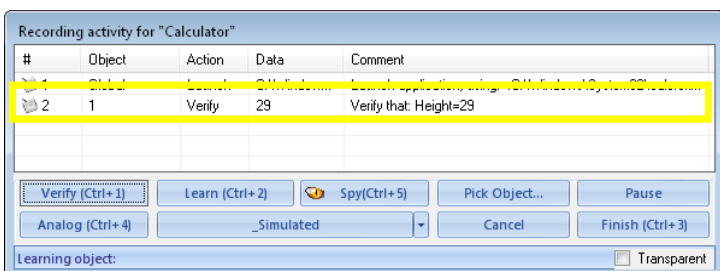 Recording activity for "Calculator"
# Object Action Data Comment
2 1 Verify 29 Verify that: Height=29
Verify (Ctrl+1) Learn (Ctrl+2) Spy(Ctrl+5) Pick Object... Pause
Analog (Ctrl+4) _Simulated Cancel Finish (Ctrl+3)
Learning object: Transparent